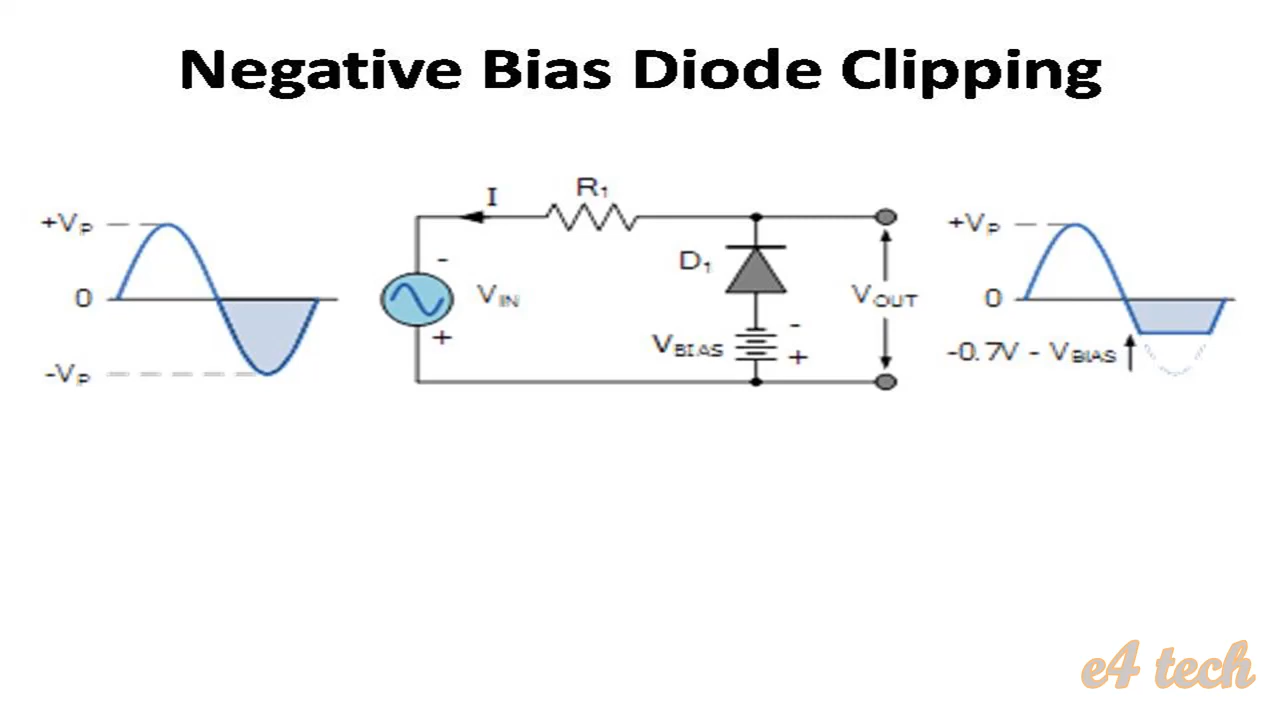 Negative Bias Diode Clipping
+VP
0
-VP
I
R1
-
VIN
+
D1
VBIAS
-
+
VOUT
+VP
0
-0.7V - VBIAS
e4 tech